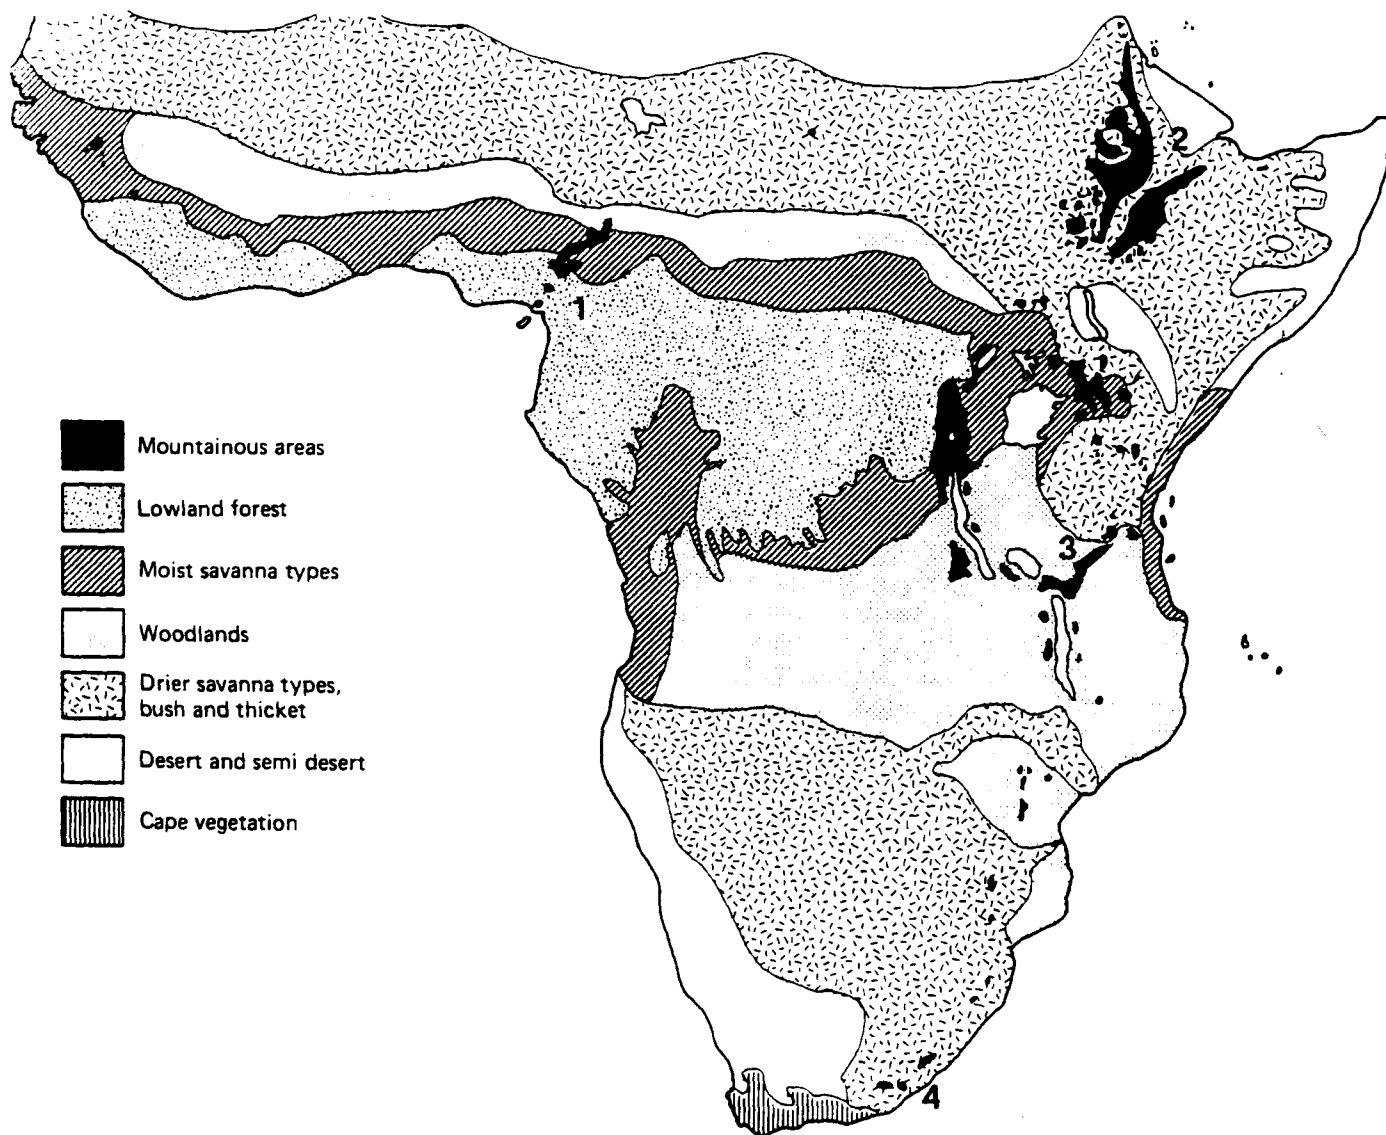 2
1
Mountainous areas
Lowland forest
3
Moist savanna types
Woodlands
Drier savanna types,
bush and thicket
Desert and semi desert
Cape vegetation
4